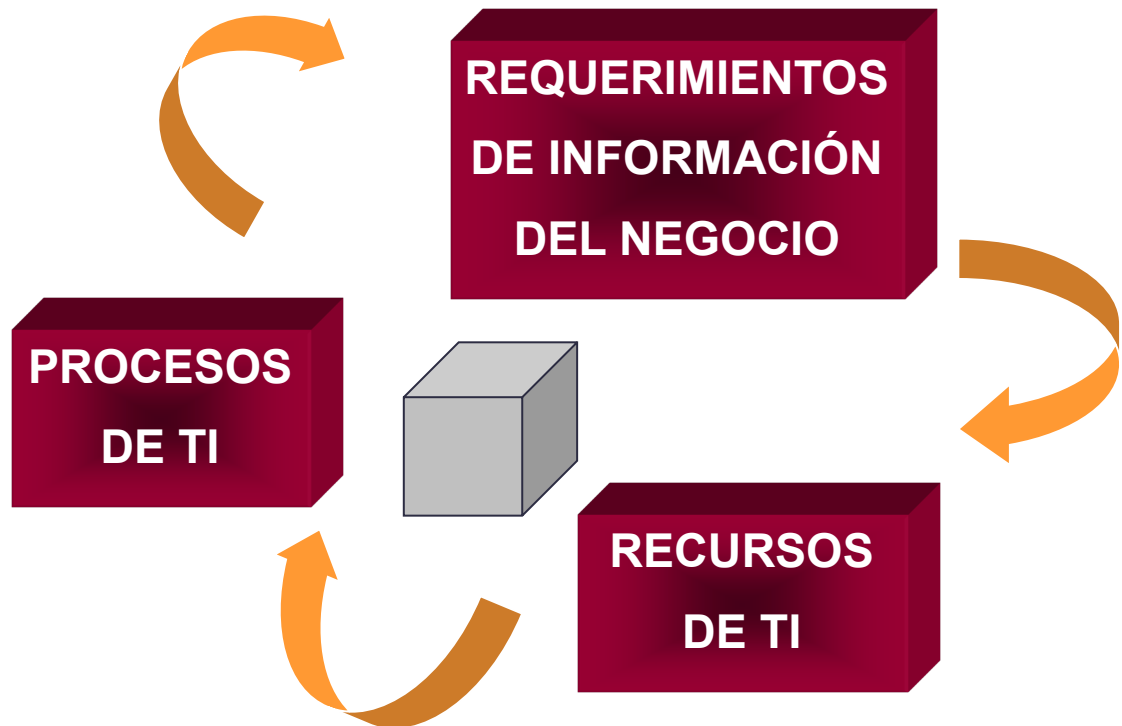 REQUERIMIENTOS
DE INFORMACIÓN
DEL NEGOCIO
PROCESOS
DE TI
RECURSOS
DE TI